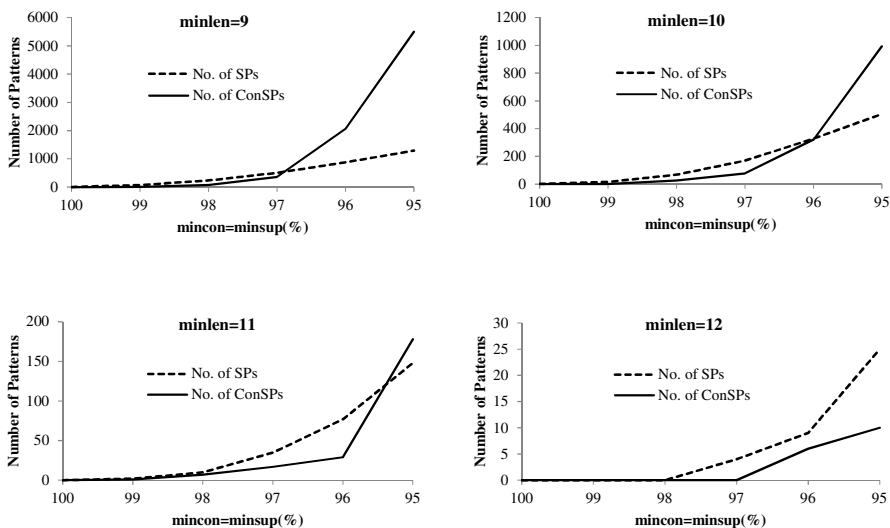 minlen=9
6000
5000
4000
3000
2000
1000
0
Number of Patterns
No. of SPs
No. of ConSPs
100 99 98 97 96 95
mincon=minsup(%)
minlen=10
1200
1000
800
600
400
200
0
Number of Patterns
No. of SPs
No. of ConSPs
100 99 98 97 96 95
mincon=minsup(%)
minlen=11
200
150
100
50
0
Number of Patterns
No. of SPs
No. of ConSPs
100 99 98 97 96 95
mincon=minsup(%)
minlen=12
30
25
20
15
10
5
0
Number of Patterns
No. of SPs
No. of ConSPs
100 99 98 97 96 95
mincon=minsup(%)